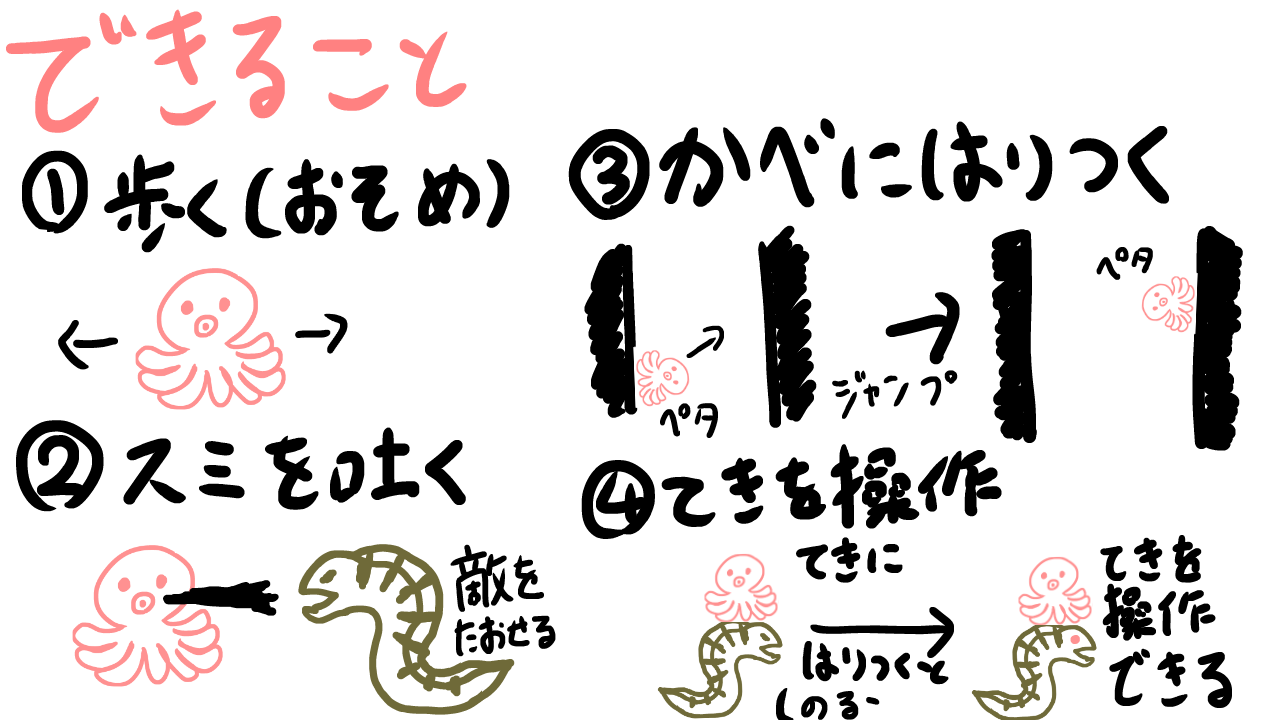 できること
①歩く(おそめ)
②スミを吐く
敵を
たおせる
③かべにはりつく
ペタ
ジャンプ
ペタ
④てきを操作
てきに
はりつくと
てきを
操作
できる